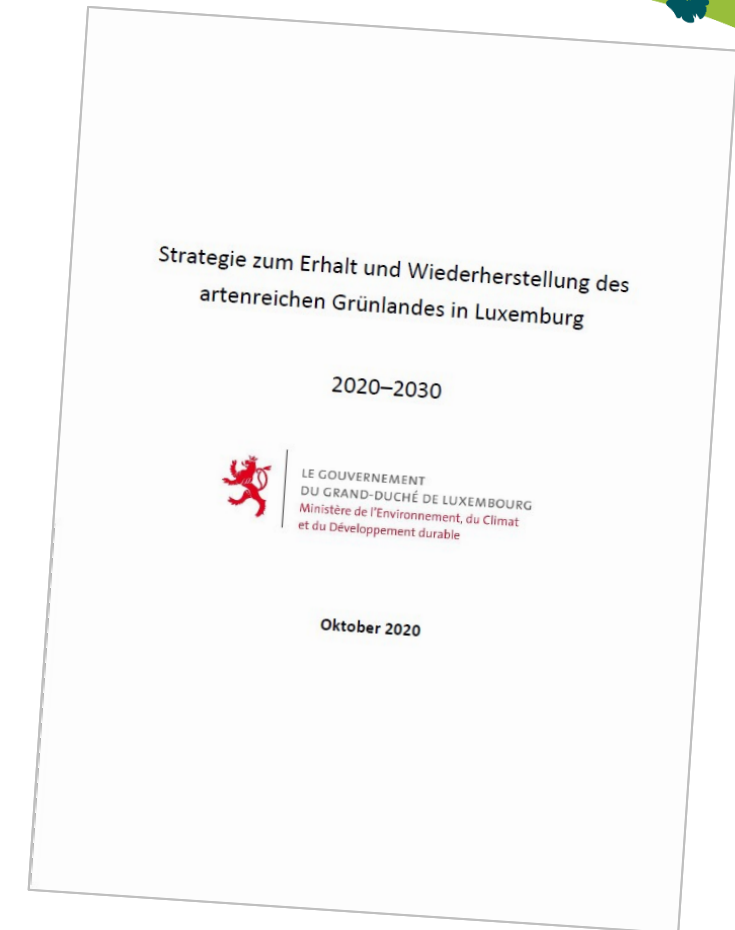 Strategie zum Erhalt und Wiederherstellung des
artenreichen Grünlandes in Luxemburg
2020–2030
LE GOUVERNEMENT
DU GRAND-DUCHÉ DE LUXEMBOURG
Ministère de l'Environnement, du Climat
et du Développement durable
Oktober 2020